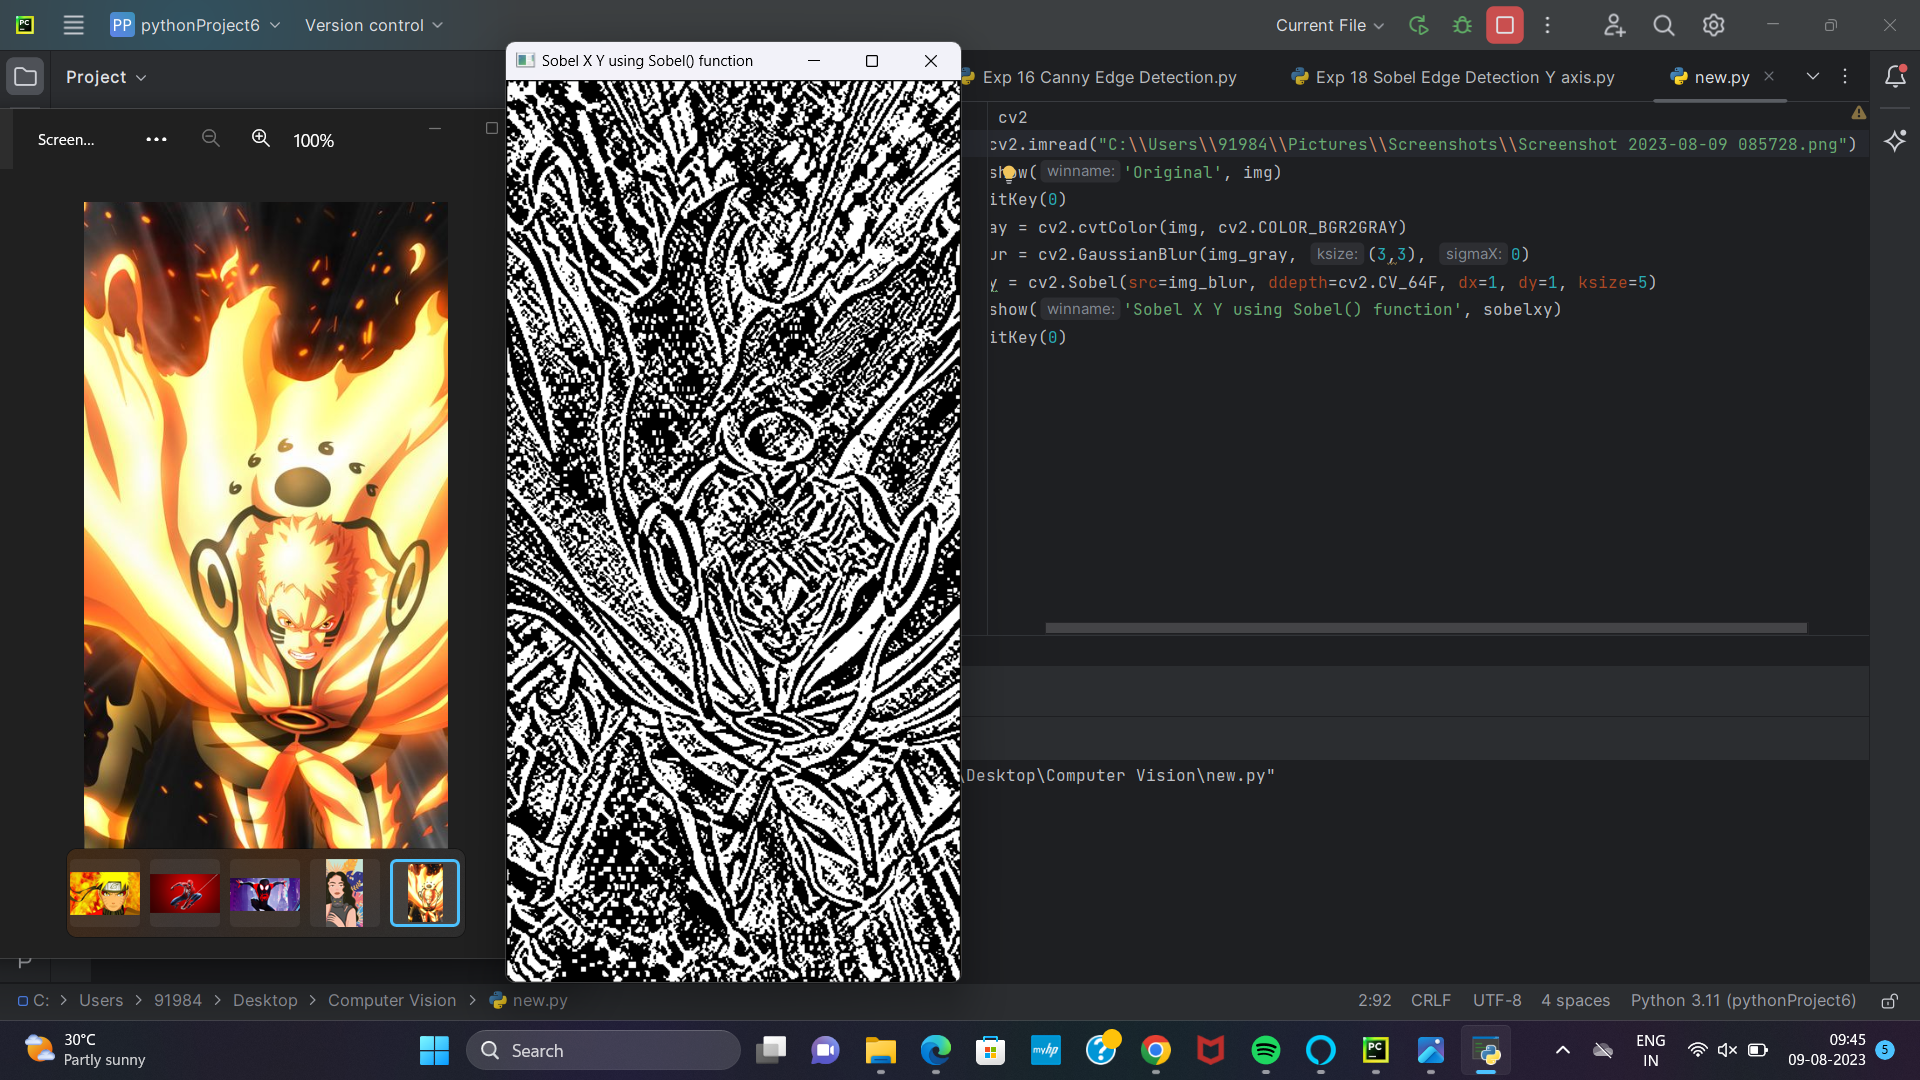 PC
PP pythonProject6
Version control
Current File
Project
Sobel X Y using Sobel() function
Exp 16 Canny Edge Detection.py
Exp 18 Sobel Edge Detection Y axis.py
new.py
Screen...
100%
cv2
cv2.imread("C:\\Users\\91984\\Pictures\\Screenshots\\Screenshot 2023-08-09 085728.png")
show( winname: 'Original', img)
itKey(0)
ay = cv2.cvtColor(img, cv2.COLOR_BGR2GRAY)
ur = cv2.GaussianBlur(img_gray, ksize: (3,3), sigmaX: 0)
y = cv2.Sobel(src=img_blur, ddepth=cv2.CV_64F, dx=1, dy=1, ksize=5)
show( winname: 'Sobel X Y using Sobel() function', sobelxy)
itKey(0)
\Desktop\Computer Vision\new.py"
C: > Users > 91984 > Desktop > Computer Vision > new.py
2:92 CRLF UTF-8 4 spaces Python 3.11 (pythonProject6)
30°C
Partly sunny
Search
myhp
PC
ENG
IN
09:45
09-08-2023
5